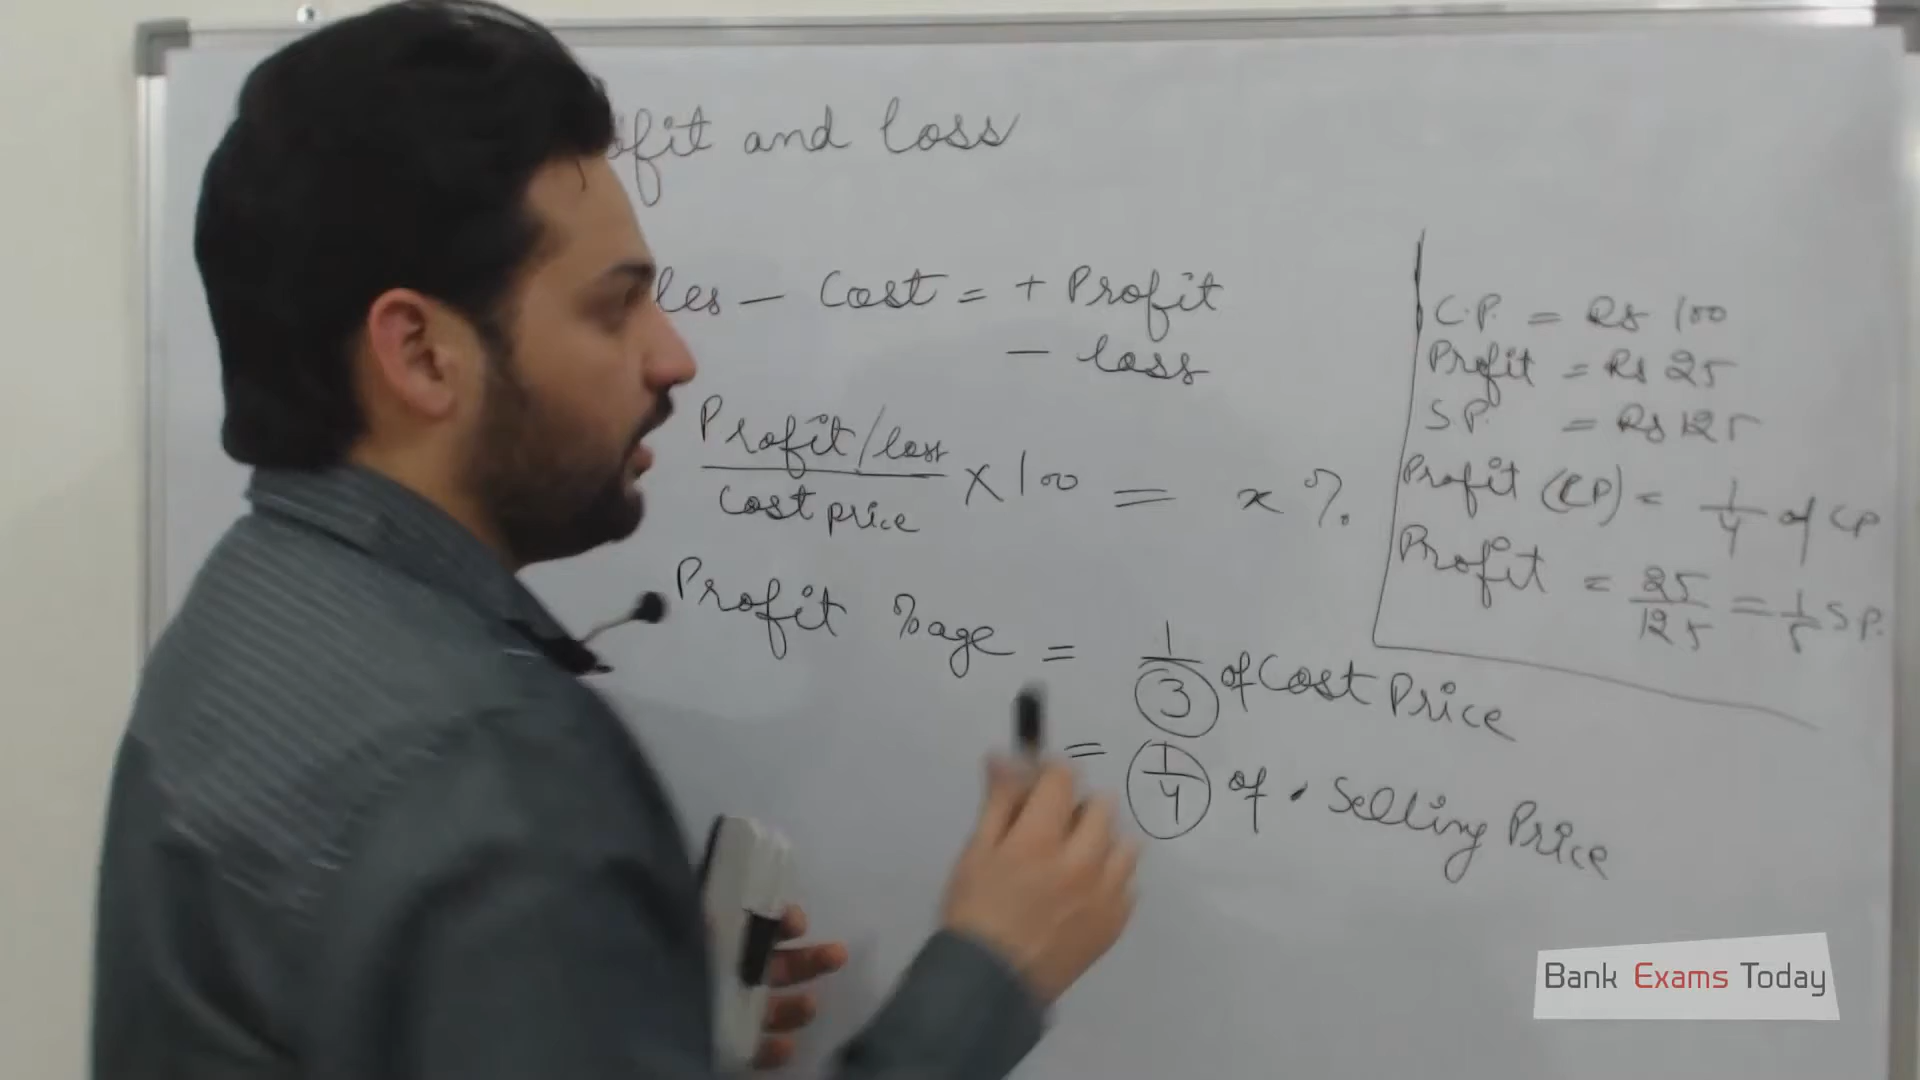 ofit and loss
les - Cost = + Profit
- loss
Profit/loss
Cost price
× 100 = x %
Profit %age = 1/3 of Cost Price
= 1/4 of . Selling Price
C.P. = Rs 100
Profit = Rs 25
S P. = Rs 125
Profit (CP) = 1/4 of CP
Profit = 25/125 = 1/5 S P.
Bank Exams Today